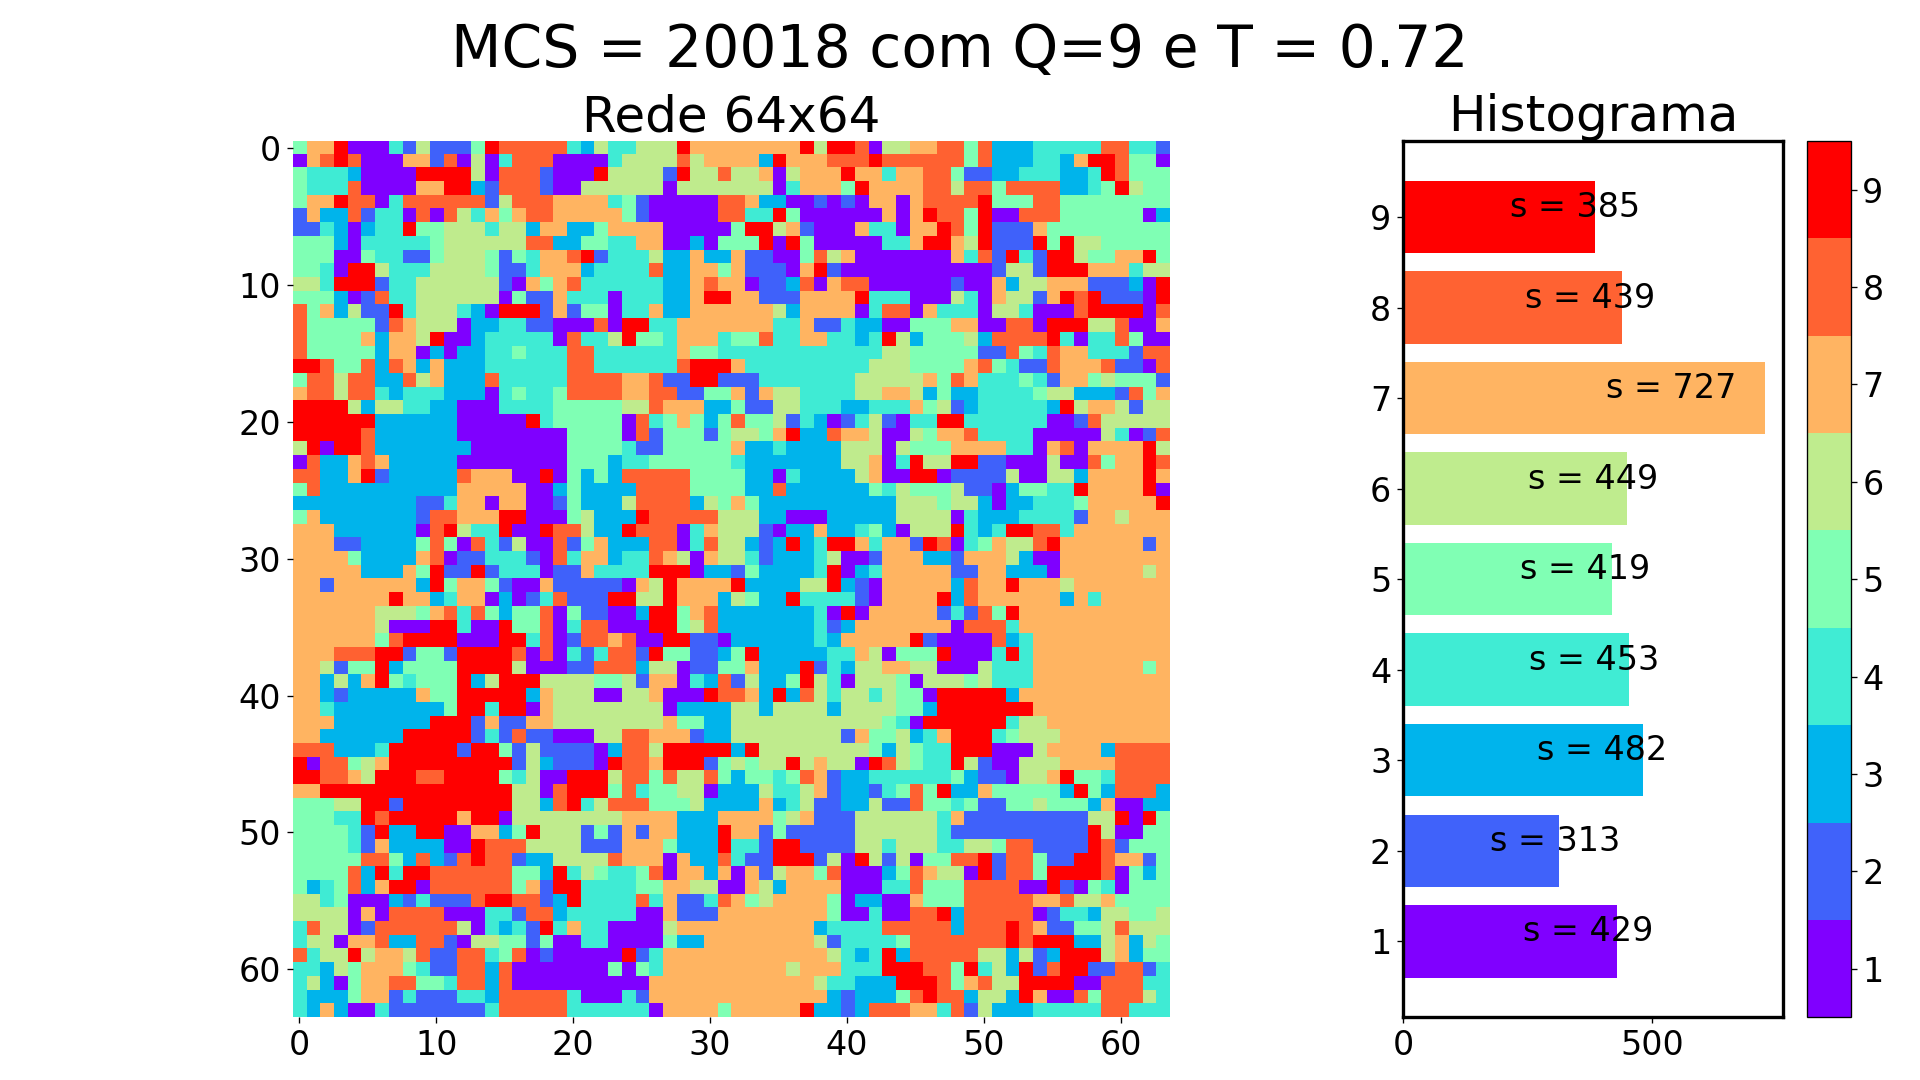 MCS = 20018 com Q=9 e T = 0.72
Rede 64x64
0
10
20
30
40
50
60
0 10 20 30 40 50 60
Histograma
9 s = 385
8 s = 439
7 s = 727
6 s = 449
5 s = 419
4 s = 453
3 s = 482
2 s = 313
1 s = 429
0 500
9
8
7
6
5
4
3
2
1